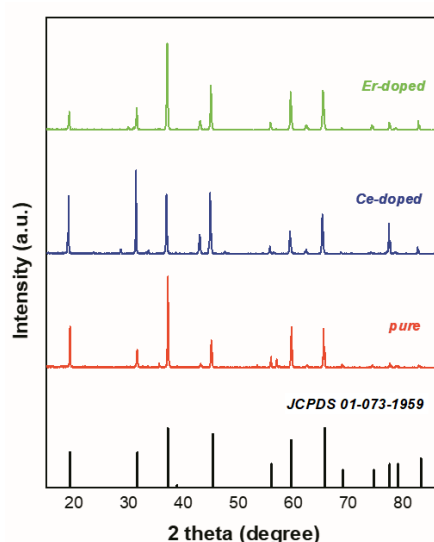 Er-doped
Ce-doped
pure
JCPDS 01-073-1959
Intensity (a.u.)
20 30 40 50 60 70 80
2 theta (degree)